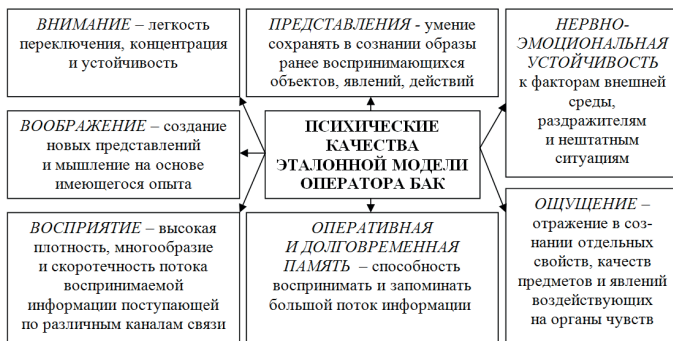 ВНИМАНИЕ – легкость
переключения, концентрация
и устойчивость
ПРЕДСТАВЛЕНИЯ - умение
сохранять в сознании образы
ранее воспринимающихся
объектов, явлений, действий
НЕРВНО-
ЭМОЦИОНАЛЬНАЯ
УСТОЙЧИВОСТЬ
к факторам внешней
среды,
раздражителям
и нештатным
ситуациям
ВООБРАЖЕНИЕ – создание
новых представлений
и мышление на основе
имеющегося опыта
ПСИХИЧЕСКИЕ
КАЧЕСТВА
ЭТАЛОННОЙ МОДЕЛИ
ОПЕРАТОРА БАК
ВОСПРИЯТИЕ – высокая
плотность, многообразие
и скоротечность потока
воспринимаемой
информации поступающей
по различным каналам связи
ОПЕРАТИВНАЯ
И ДОЛГОВРЕМЕННАЯ
ПАМЯТЬ – способность
воспринимать и запоминать
большой поток информации
ОЩУЩЕНИЕ –
отражение в со-
знании отдельных
свойств, качеств
предметов и явлений
воздействующих
на органы чувств